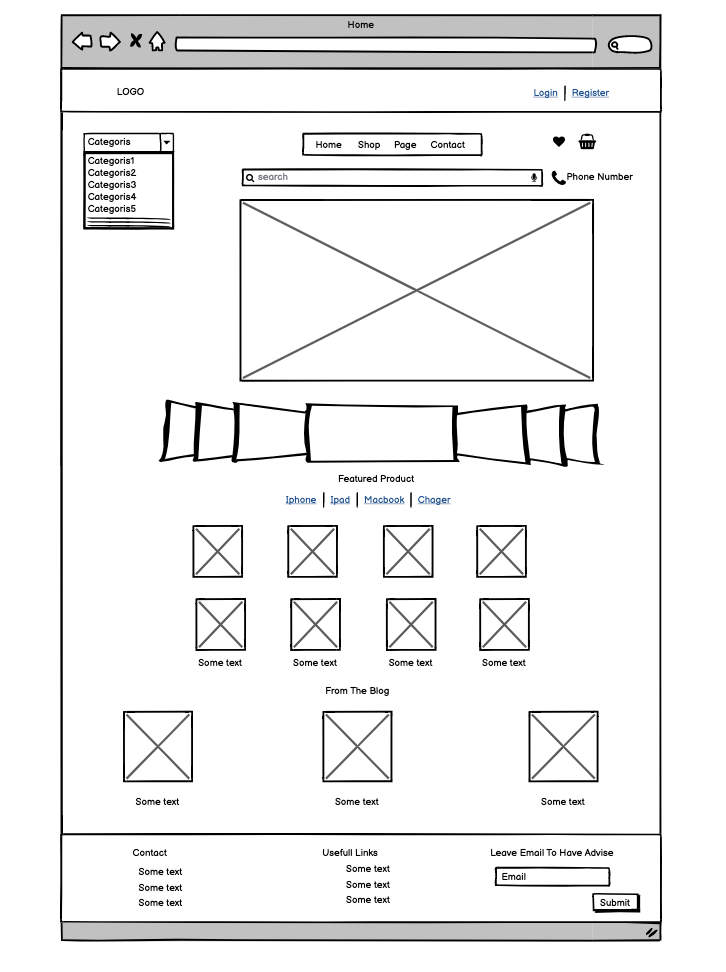 Home
LOGO
Login | Register
Categoris
Categoris1
Categoris2
Categoris3
Categoris4
Categoris5
Home Shop Page Contact
search
Phone Number
Featured Product
Iphone | Ipad | Macbook | Chager
Some text Some text Some text Some text
From The Blog
Some text Some text Some text
Contact
Some text
Some text
Some text
Usefull Links
Some text
Some text
Some text
Leave Email To Have Advise
Email
Submit